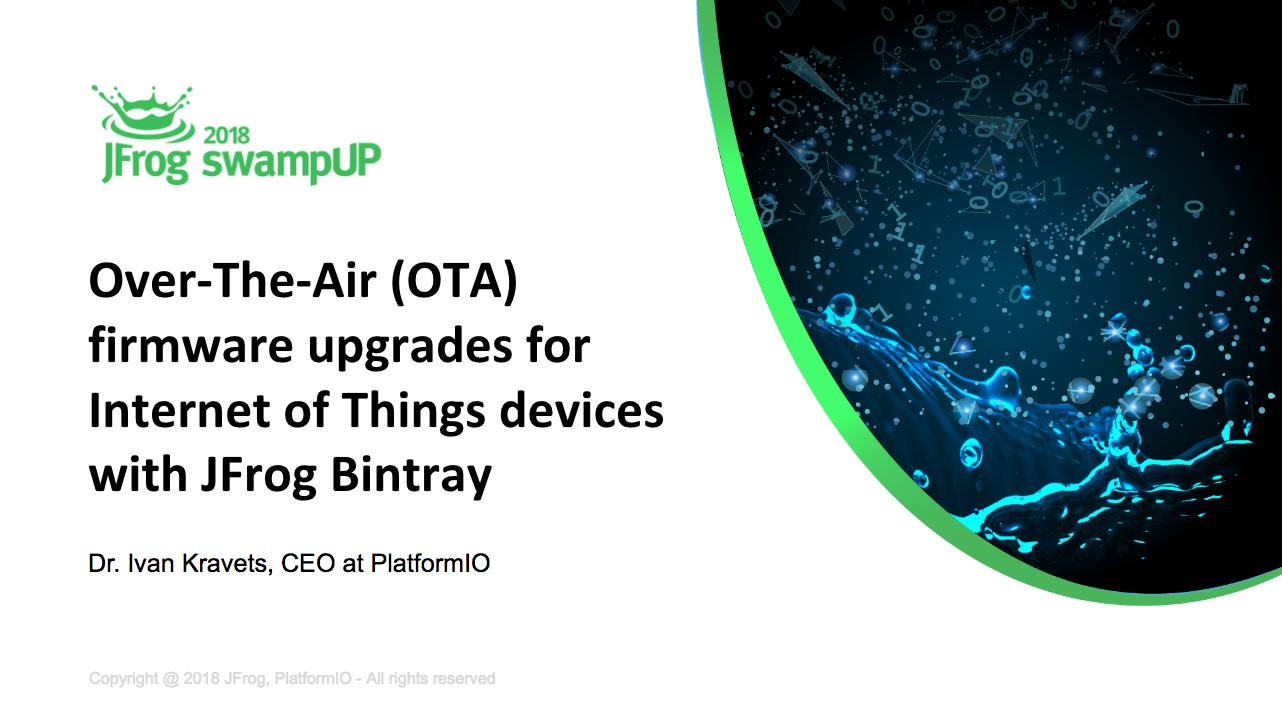 2018
JFrog swampUP
Over-The-Air (OTA)
firmware upgrades for
Internet of Things devices
with JFrog Bintray
Dr. Ivan Kravets, CEO at PlatformIO
Copyright @ 2018 JFrog, PlatformIO - All rights reserved